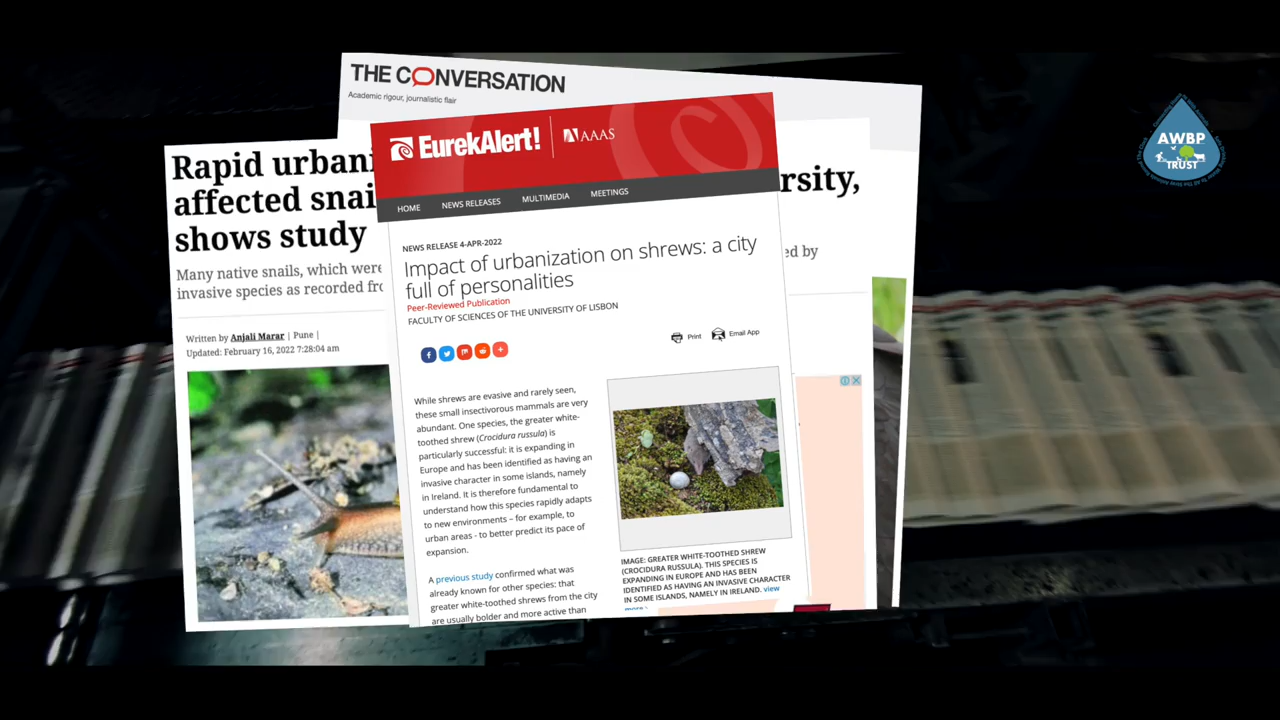 THE CONVERSATION
Academic rigour, journalistic flair
EurekAlert!
AAAS
HOME NEWS RELEASES MULTIMEDIA MEETINGS
Rapid urbani
affected snai
rsity,
shows study
Many native snails, which were
ed by
invasive species as recorded fr
Written by Anjali Marar | Pune |
Updated: February 16, 2022 7:28:04 am
NEWS RELEASE 4-APR-2022
Impact of urbanization on shrews: a city
full of personalities
Peer-Reviewed Publication
FACULTY OF SCIENCES OF THE UNIVERSITY OF LISBON
Print Email App
While shrews are evasive and rarely seen,
these small insectivorous mammals are very
abundant. One species, the greater white-
toothed shrew (Crocidura russula) is
particularly successful: it is expanding in
Europe and has been identified as having an
invasive character in some islands, namely
in Ireland. It is therefore fundamental to
understand how this species rapidly adapts
to new environments – for example, to
urban areas - to better predict its pace of
expansion.
A previous study confirmed what was
already known for other species: that
greater white-toothed shrews from the city
are usually bolder and more active than
IMAGE: GREATER WHITE-TOOTHED SHREW
(CROCIDURA RUSSULA). THIS SPECIES IS
EXPANDING IN EUROPE AND HAS BEEN
IDENTIFIED AS HAVING AN INVASIVE CHARACTER
IN SOME ISLANDS, NAMELY IN IRELAND. view
more
AWBP
TRUST